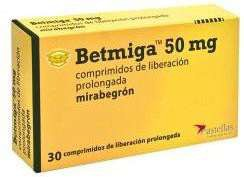 Betmiga™ 50 mg
comprimidos de liberación
prolongada
mirabegrón
30 comprimidos de liberación prolongada
astellas